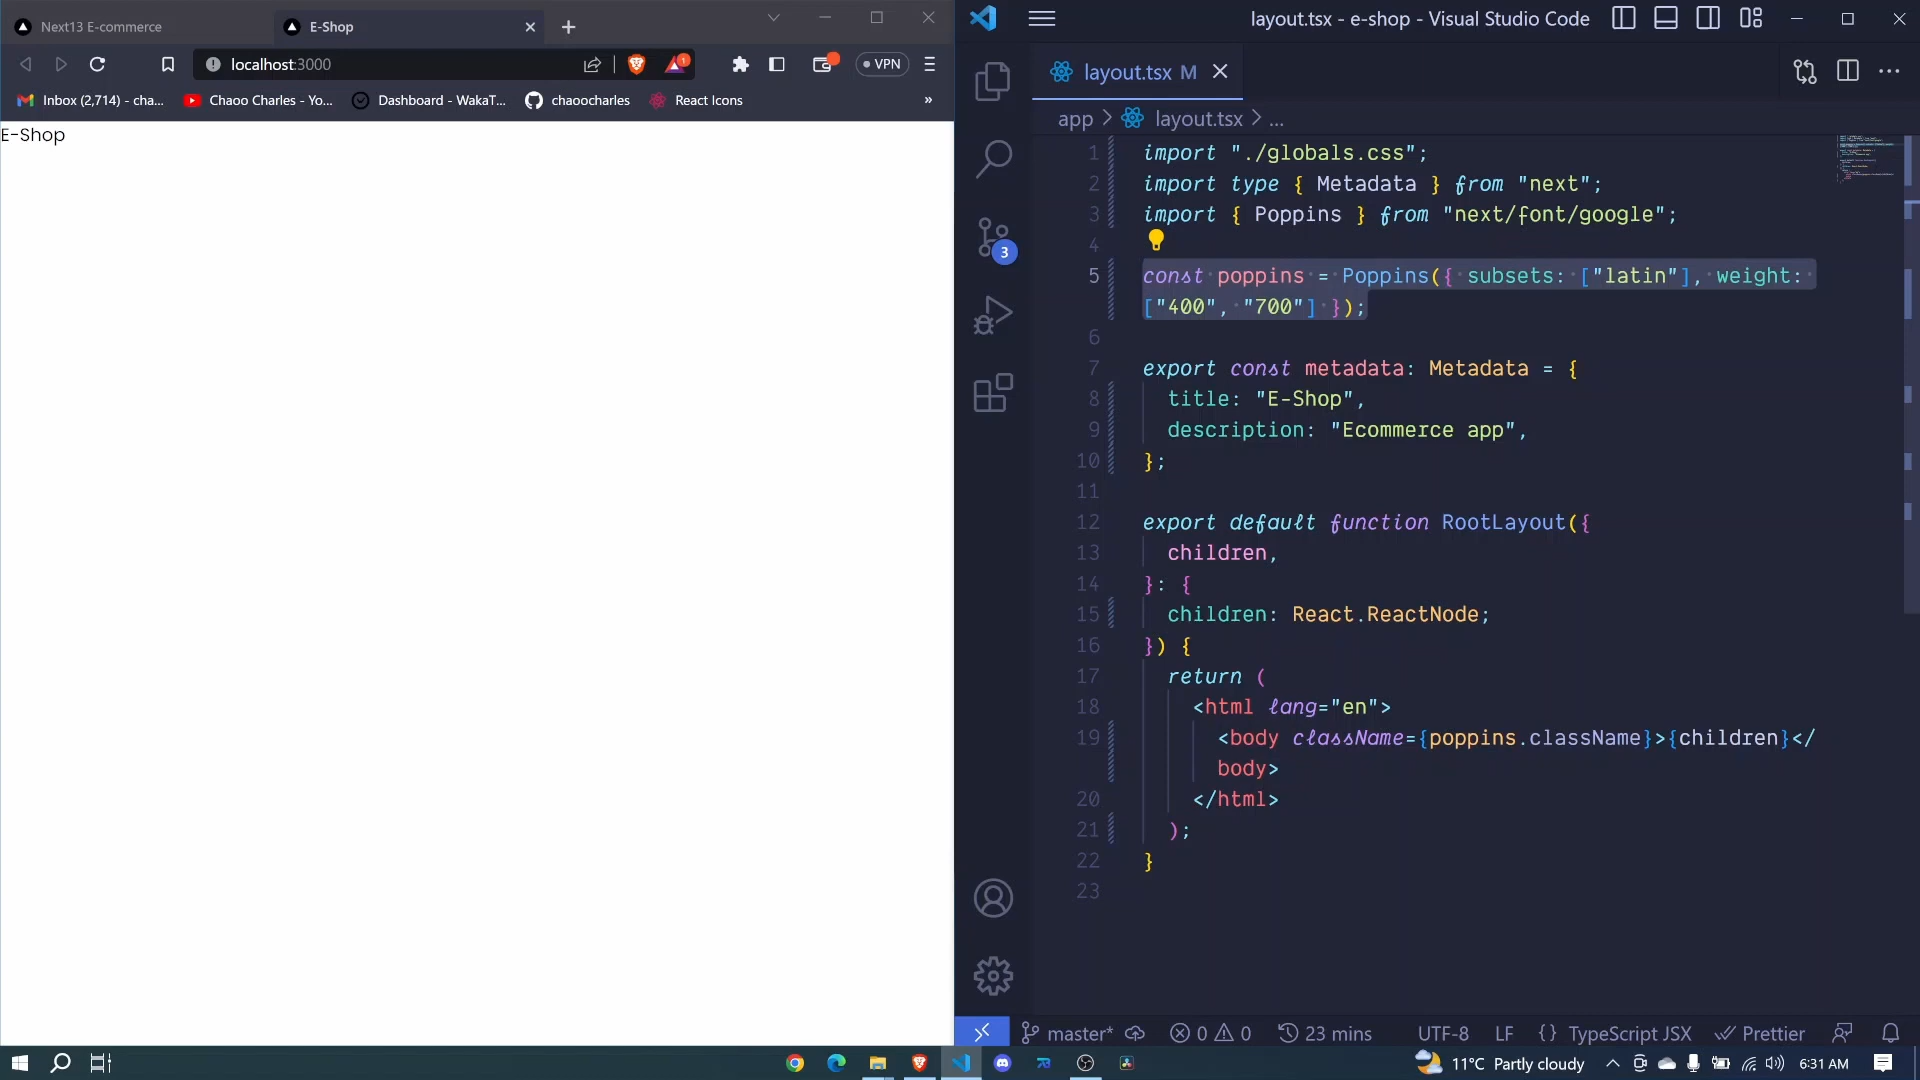 Next13 E-commerce
E-Shop
localhost:3000
1
VPN
Inbox (2,714) - cha...
Chaoo Charles - Yo...
Dashboard - WakaT...
chaoocharles
React Icons
»
E-Shop
layout.tsx - e-shop - Visual Studio Code
layout.tsx M
app > layout.tsx > ...
3
1 import "./globals.css";
2 import type { Metadata } from "next";
3 import { Poppins } from "next/font/google";
4
5 const poppins = Poppins({ subsets: ["latin"], weight:
["400", "700"] });
6
7 export const metadata: Metadata = {
8 title: "E-Shop",
9 description: "Ecommerce app",
10 };
11
12 export default function RootLayout({
13 children,
14 }: {
15 children: React.ReactNode;
16 }) {
17 return (
18 <html lang="en">
19 <body className={poppins.className}>{children}</
body>
20 </html>
21 );
22 }
23
master* 0 0 23 mins UTF-8 LF {} TypeScript JSX Prettier
11°C Partly cloudy 6:31 AM